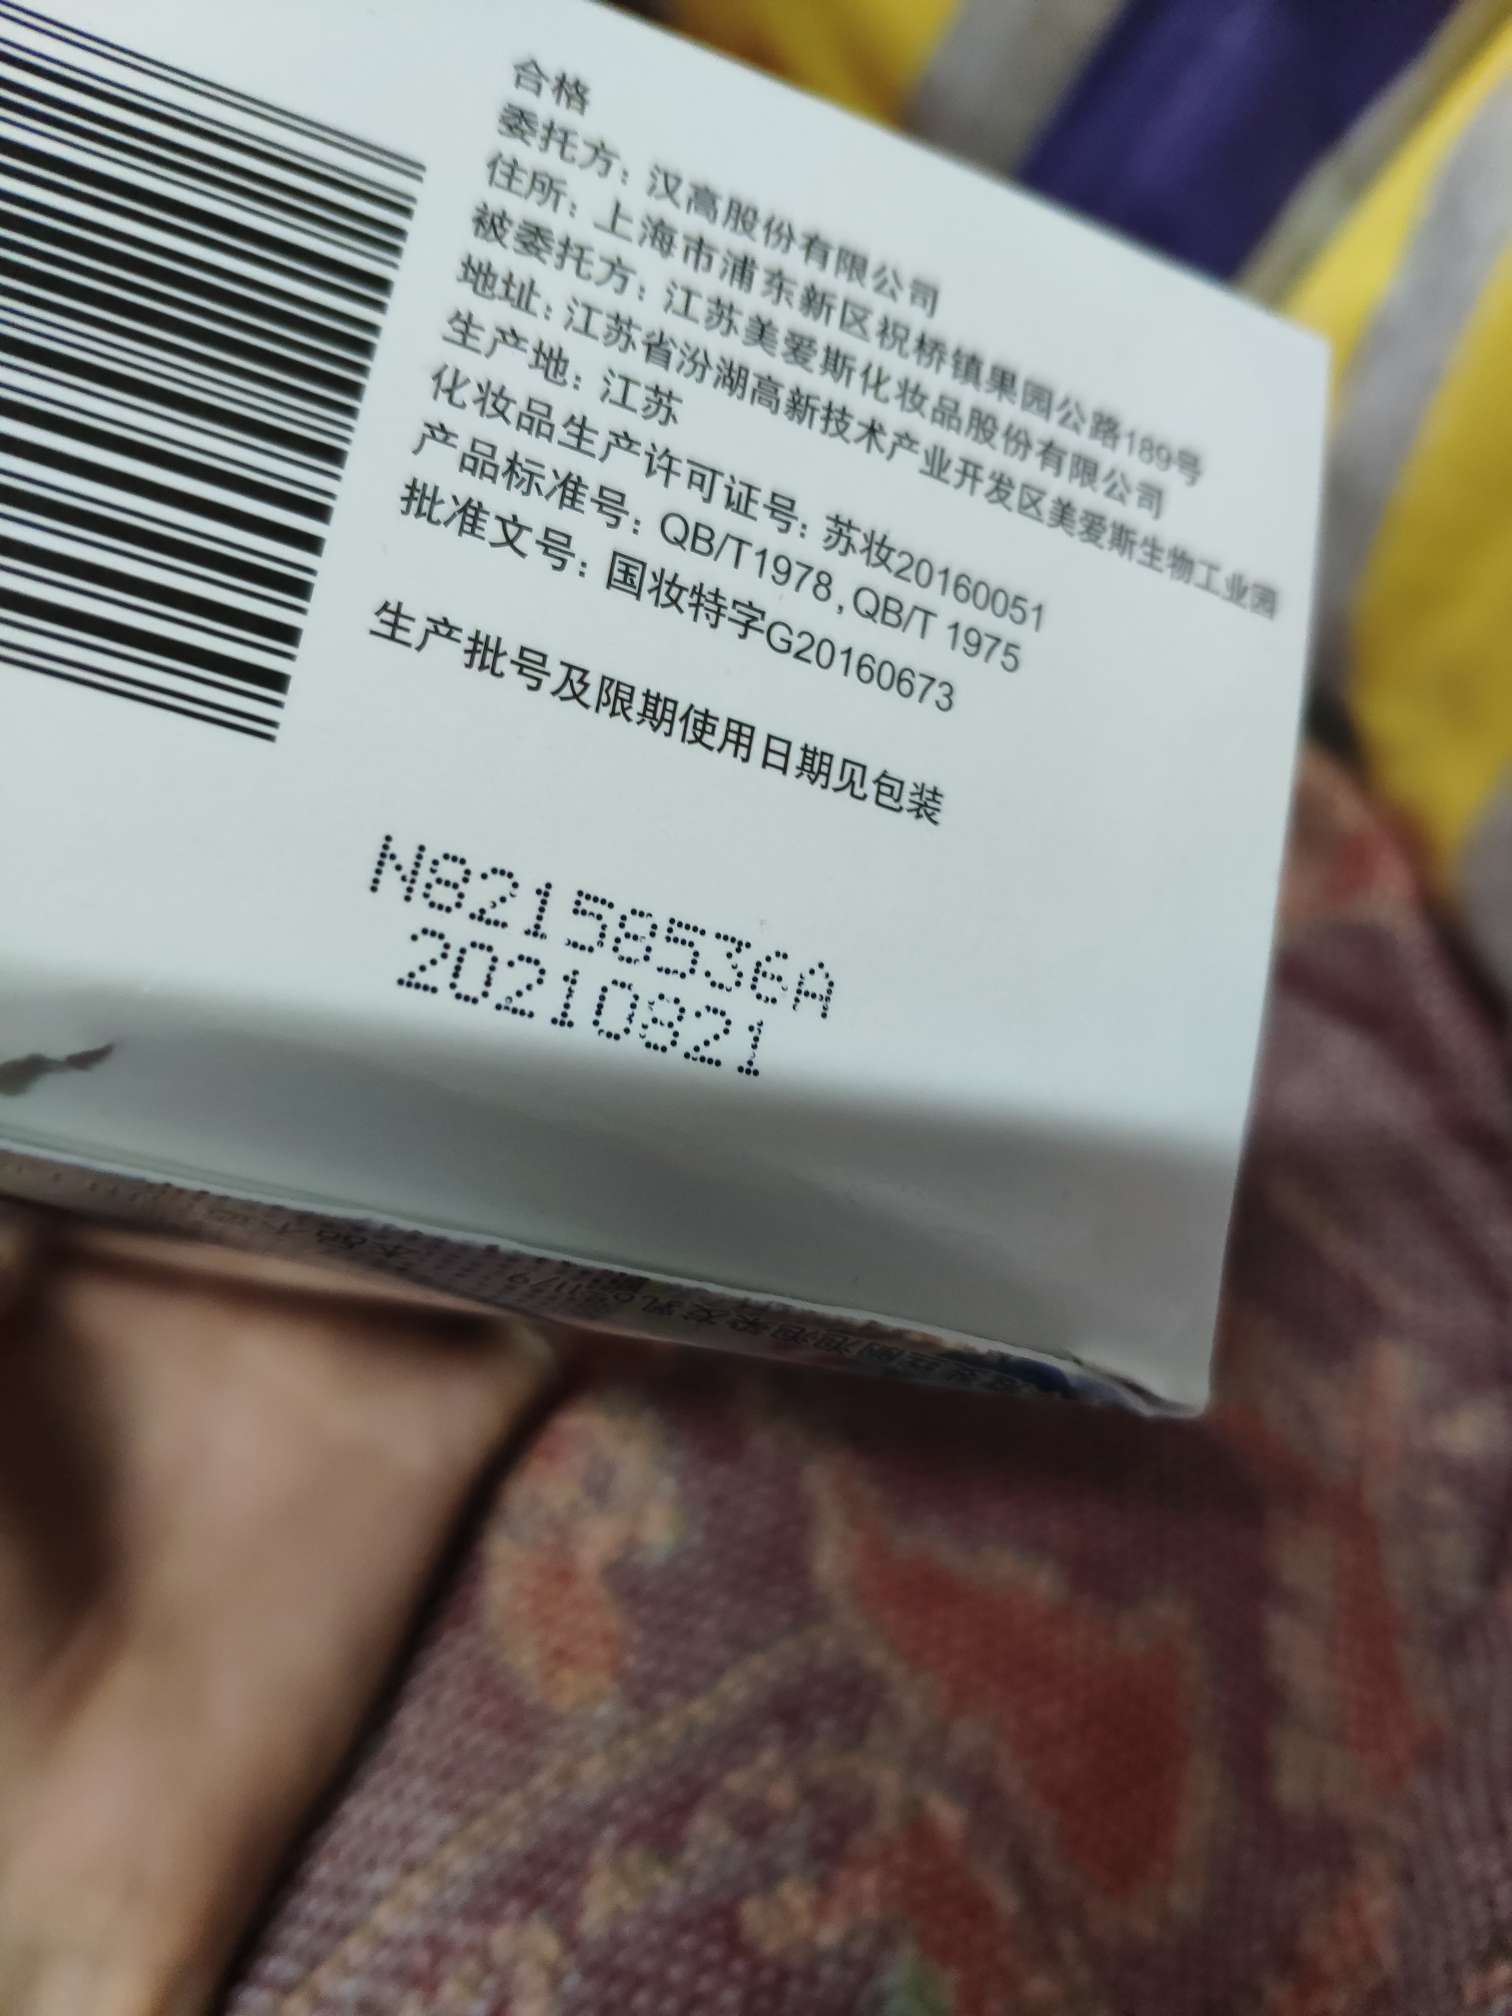 合格
委托方：汉高股份有限公司
住所：上海市浦东新区祝桥镇果园公路189号
被委托方：江苏美爱斯化妆品股份有限公司
地址：江苏省汾湖高新技术产业开发区美爱斯生物工业园
生产地：江苏
化妆品生产许可证号：苏妆20160051
产品标准号：QB/T1978，QB/T 1975
批准文号：国妆特字G20160673
生产批号及限期使用日期见包装
N82158536A
20210821